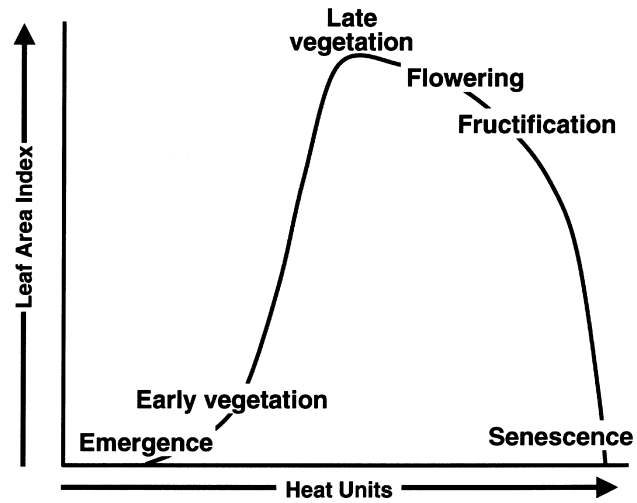 Late
vegetation
Flowering
Fructification
Leaf Area Index
Early vegetation
Emergence
Senescence
Heat Units